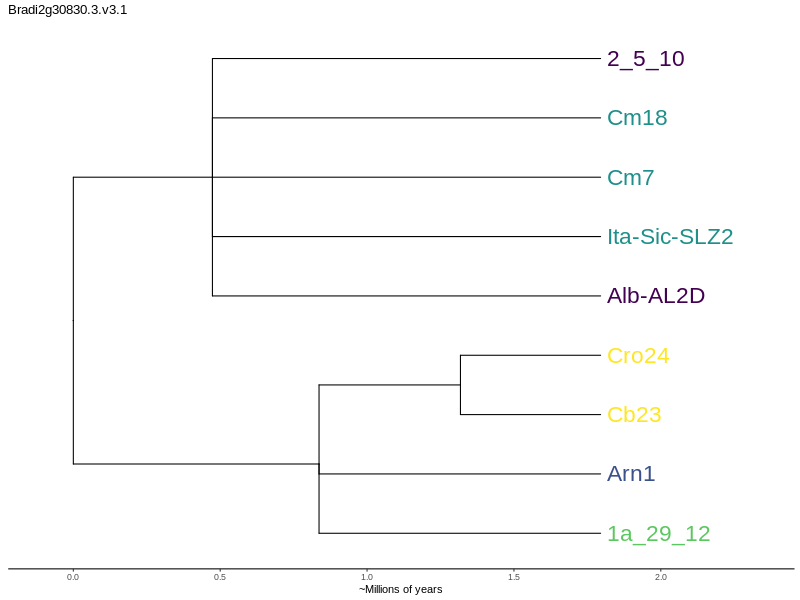 Bradi2g30830.3.v3.1
2_5_10
Cm18
Cm7
Ita-Sic-SLZ2
Alb-AL2D
Cro24
Cb23
Arn1
1a_29_12
0.0 0.5 1.0 1.5 2.0
~Millions of years